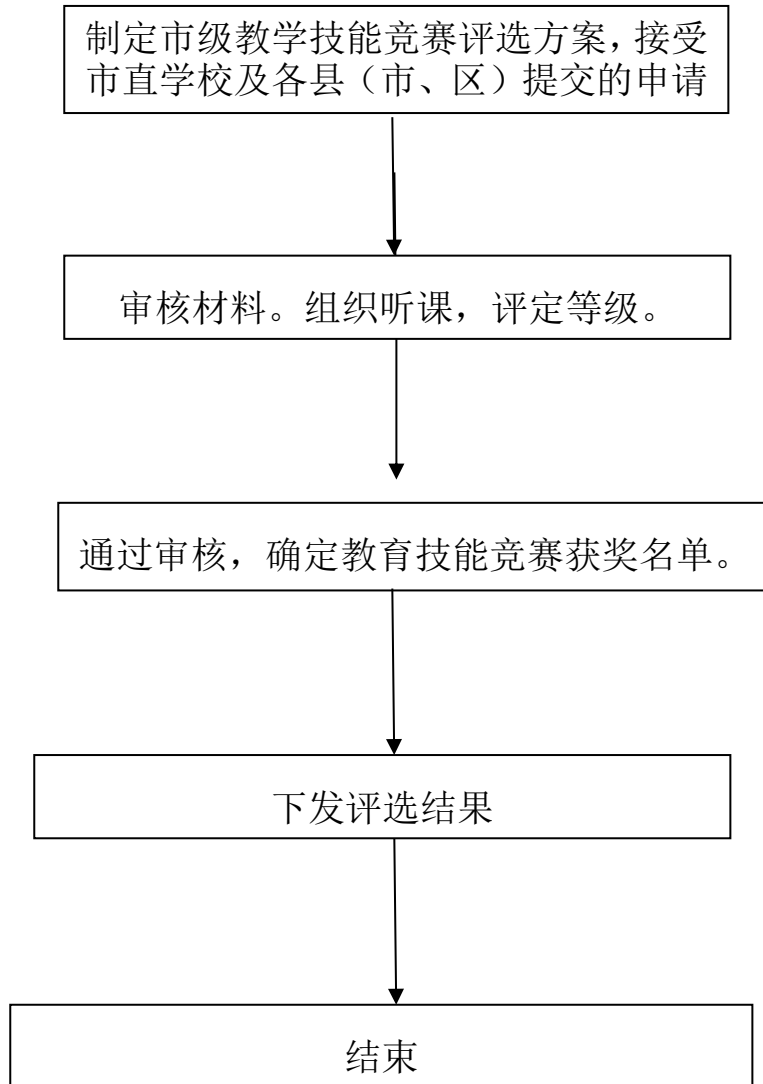 制定市级教学技能竞赛评选方案，接受
市直学校及各县（市、区）提交的申请
审核材料。组织听课，评定等级。
通过审核，确定教育技能竞赛获奖名单。
下发评选结果
结束